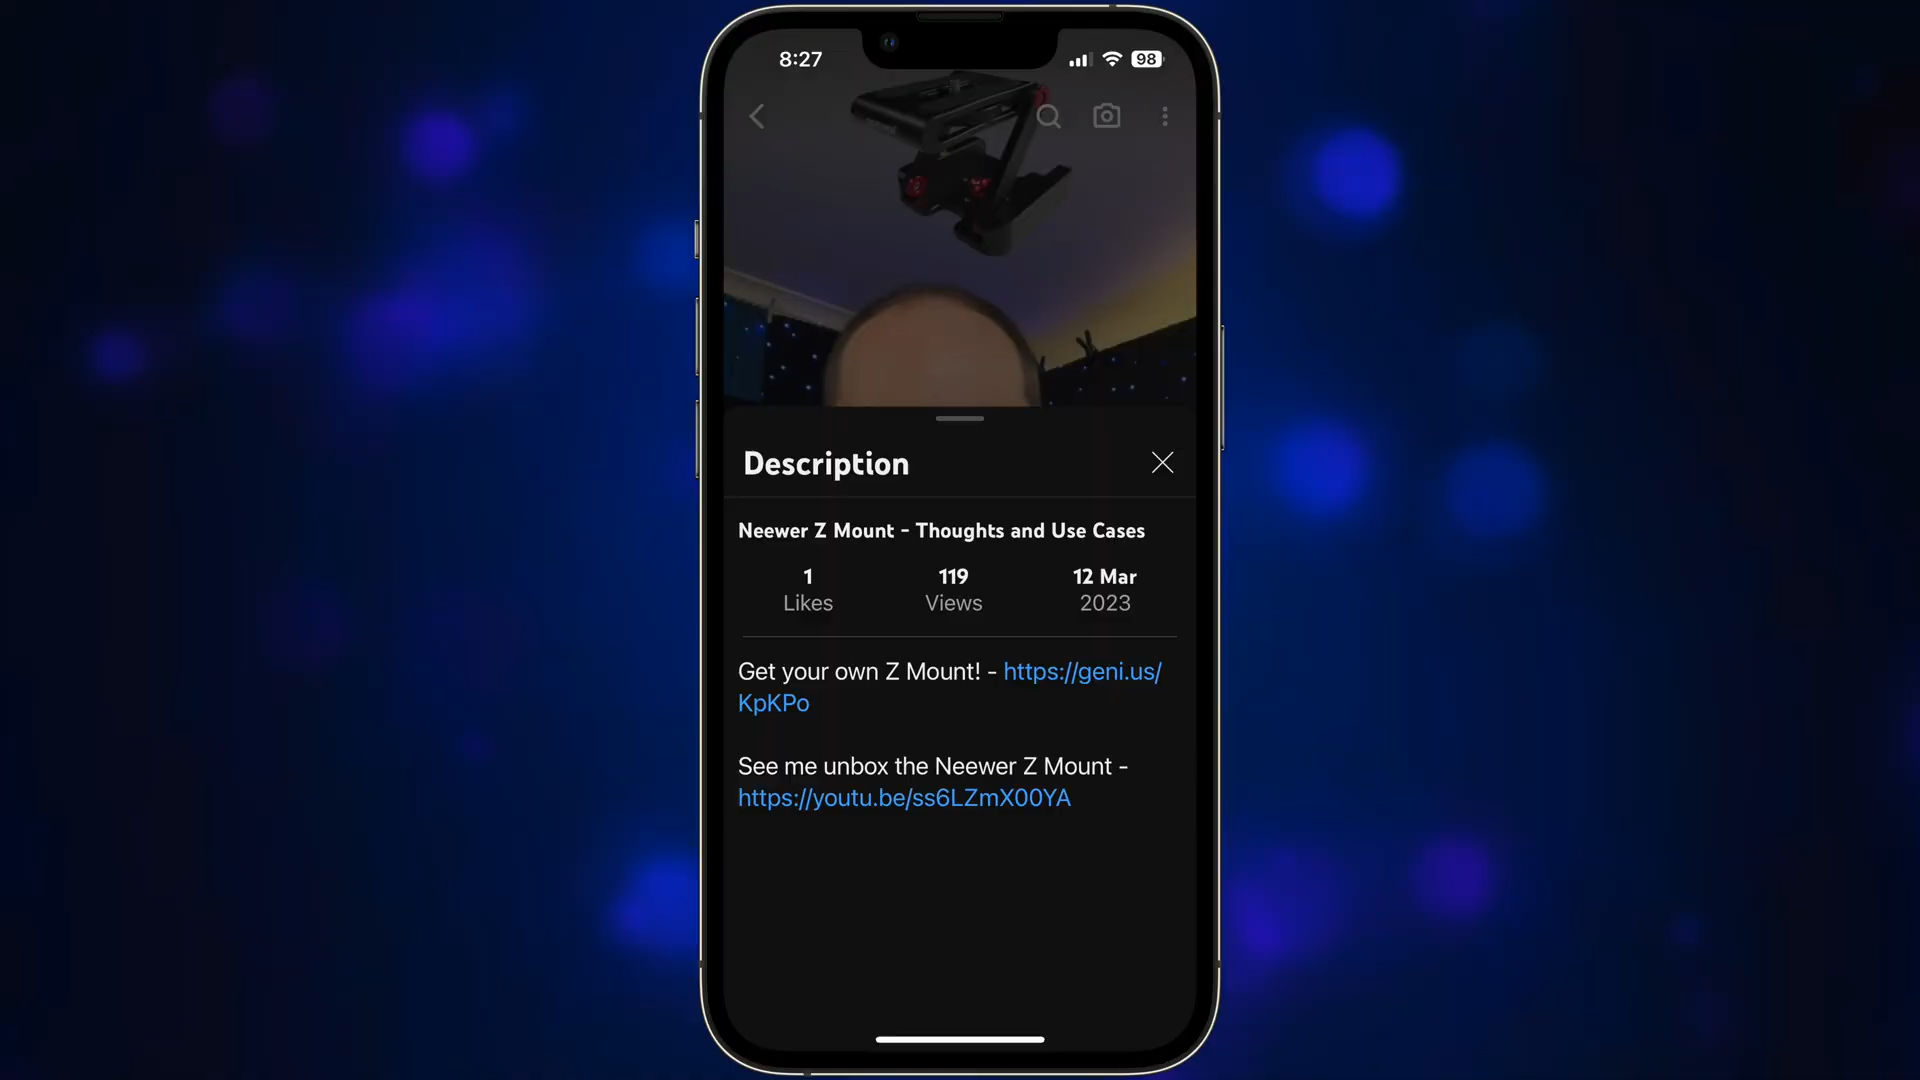 8:27
98
Description
Neewer Z Mount - Thoughts and Use Cases
1 119 12 Mar
Likes Views 2023
Get your own Z Mount! - https://geni.us/
KpKPo
See me unbox the Neewer Z Mount -
https://youtu.be/ss6LZmX00YA